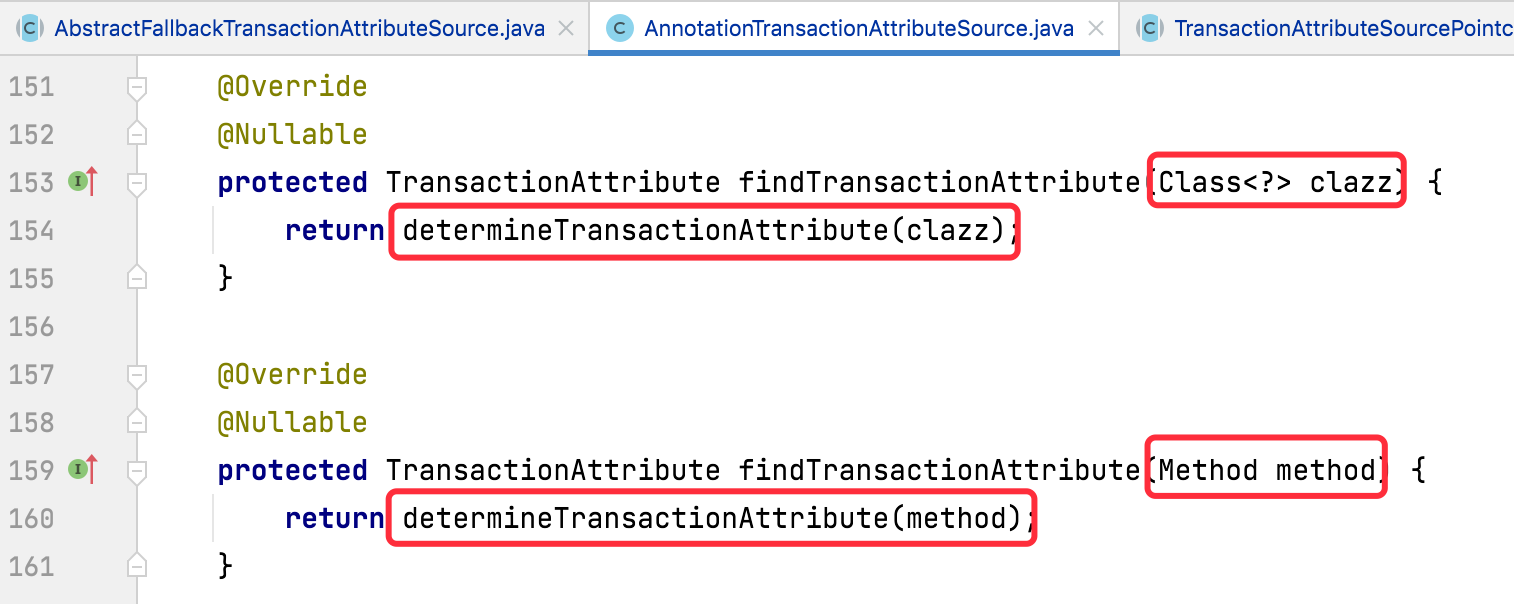 AbstractFallbackTransactionAttributeSource.java AnnotationTransactionAttributeSource.java TransactionAttributeSourcePointc
151 @Override
152 @Nullable
153 protected TransactionAttribute findTransactionAttribute(Class<?> clazz) {
154 return determineTransactionAttribute(clazz);
155 }
156
157 @Override
158 @Nullable
159 protected TransactionAttribute findTransactionAttribute(Method method) {
160 return determineTransactionAttribute(method);
161 }